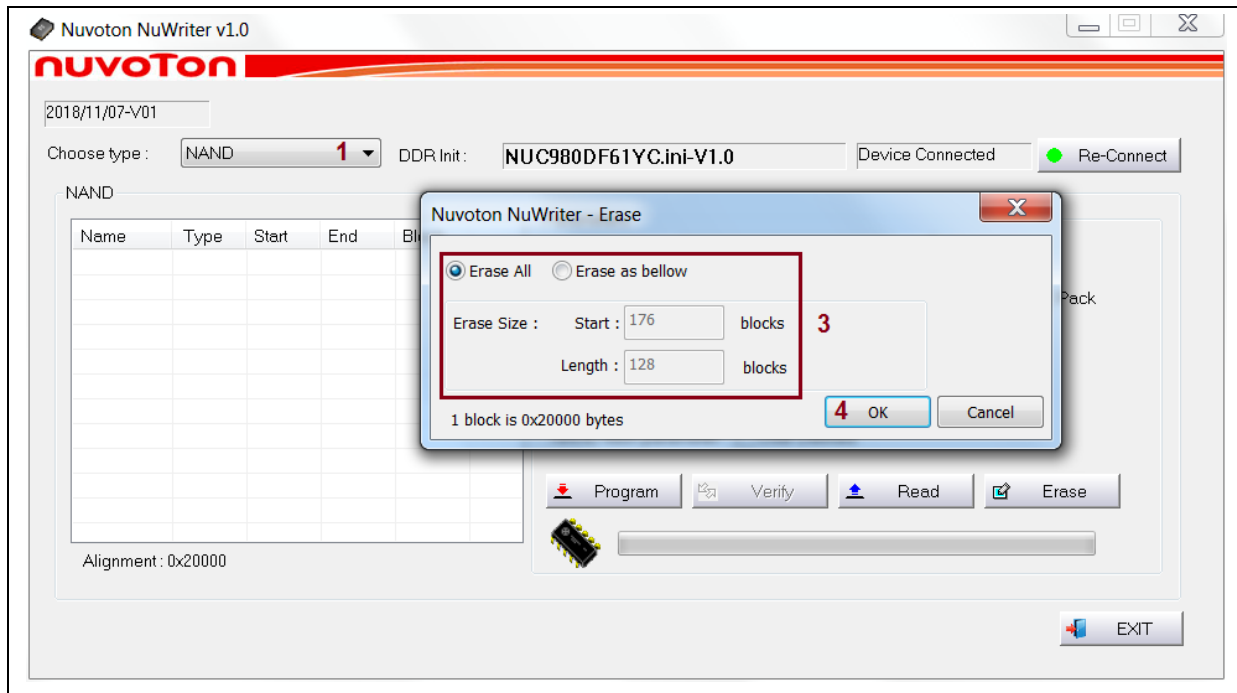 Nuvoton NuWriter v1.0
nuvoTon
2018/11/07-V01
Choose type : NAND 1 DDR Init : NUC980DF61YC.ini-V1.0 Device Connected Re-Connect
NAND
Name Type Start End
Nuvoton NuWriter - Erase
Erase All Erase as bellow
Pack
Erase Size : Start : 176 blocks 3
Length : 128 blocks
1 block is 0x20000 bytes
4 OK Cancel
Program Verify Read Erase
Alignment : 0x20000
EXIT